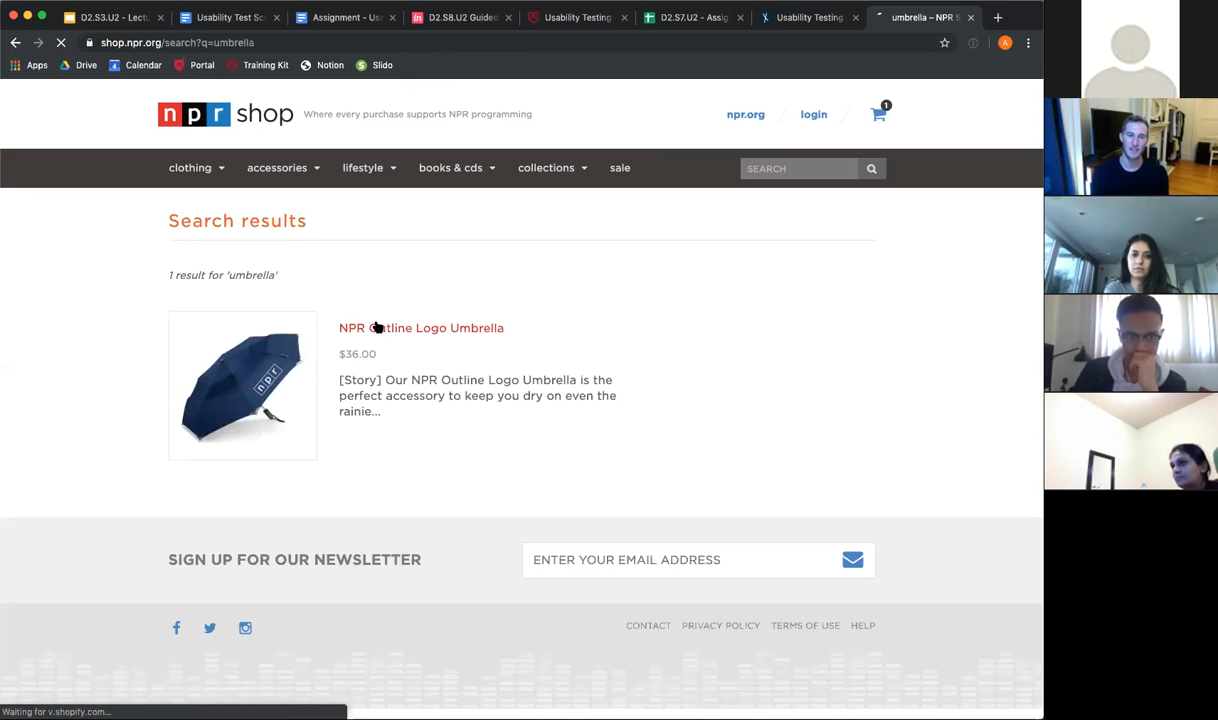 D2.S3.U2 - Lectu
Usability Test Sc
Assignment - Us
D2.S8.U2 Guided
Usability Testing
D2.S7.U2 – Assig
Usability Testing
umbrella – NPR S
shop.npr.org/search?q=umbrella
A
Apps
Drive
Calendar
Portal
Training Kit
Notion
Slido
npr shop
Where every purchase supports NPR programming
npr.org
login
1
clothing
accessories
lifestyle
books & cds
collections
sale
SEARCH
Search results
1 result for 'umbrella'
npr
NPR Outline Logo Umbrella
$36.00
[Story] Our NPR Outline Logo Umbrella is the
perfect accessory to keep you dry on even the
rainie...
SIGN UP FOR OUR NEWSLETTER
ENTER YOUR EMAIL ADDRESS
CONTACT
PRIVACY POLICY
TERMS OF USE
HELP
Waiting for v.shopify.com...